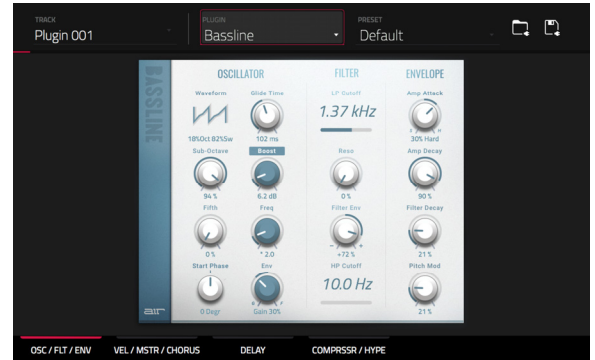 TRACK
Plugin 001
PLUGIN
Bassline
PRESET
Default
BASSLINE
OSCILLATOR
FILTER
ENVELOPE
Waveform
Glide Time
LP Cutoff
Amp Attack
1.37 kHz
18%Oct:82%Sw
102 ms
30% Hard
Sub-Octave
Boost
Reso
Amp Decay
94 %
6.2 dB
0 %
90 %
Fifth
Freq
Filter Env
Filter Decay
0 %
* 2.0
+72 %
21 %
Start Phase
Env
HP Cutoff
Pitch Mod
10.0 Hz
0 Degr
Gain 30%
21 %
air
OSC / FLT / ENV
VEL / MSTR / CHORUS
DELAY
COMPRSSR / HYPE